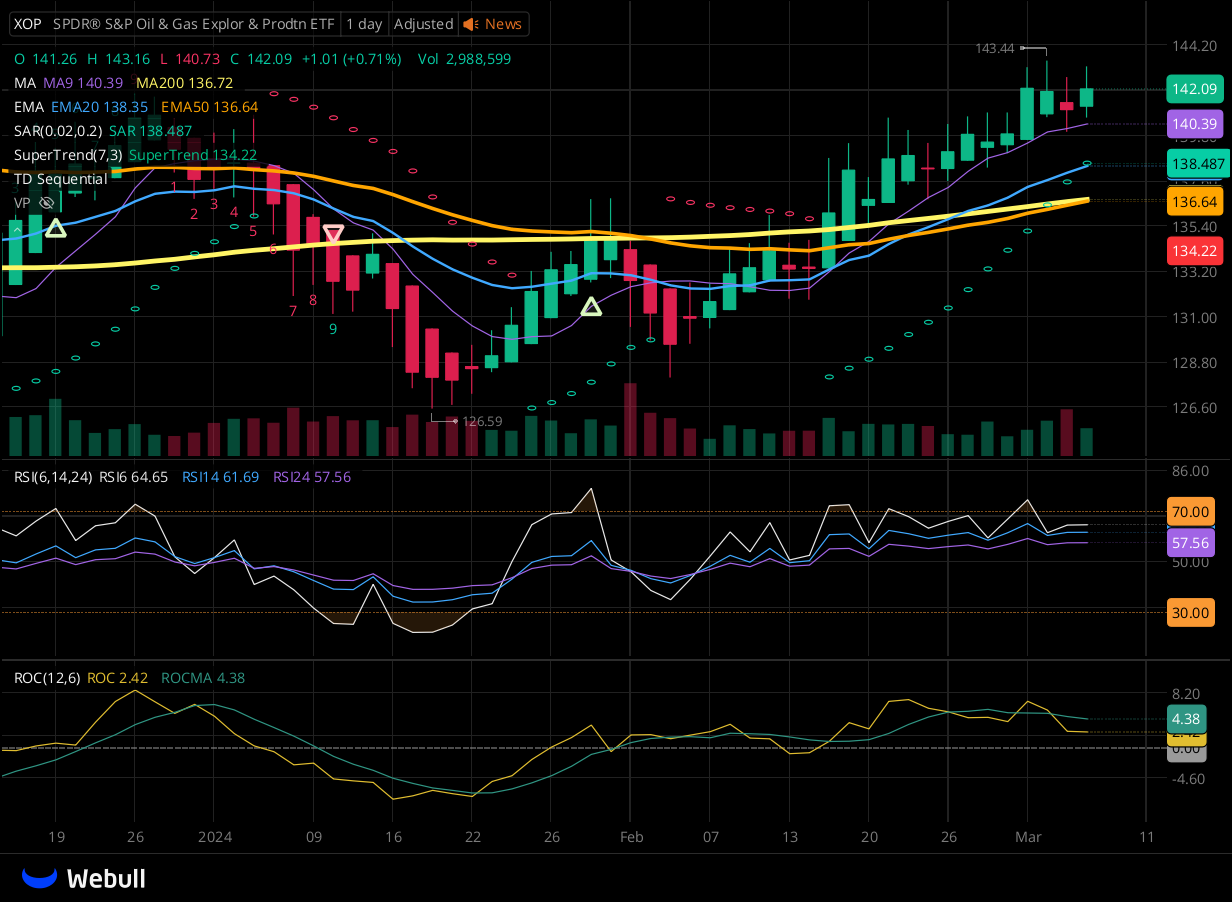 XOP SPDR® S&P Oil & Gas Explor & Prodtn ETF 1 day Adjusted News
O 141.26 H 143.16 L 140.73 C 142.09 +1.01 (+0.71%) Vol 2,988,599
MA MA9 140.39 MA200 136.72
EMA EMA20 138.35 EMA50 136.64
SAR(0.02,0.2) SAR 138.487
SuperTrend(7,3) SuperTrend 134.22
TD Sequential
VP
143.44
144.20
142.09
140.39
138.487
136.64
135.40
134.22
133.20
131.00
128.80
126.60
1
2
3
4
5
6
7
8
9
126.59
RSI(6,14,24) RSI6 64.65 RSI14 61.69 RSI24 57.56
86.00
70.00
57.56
50.00
30.00
ROC(12,6) ROC 2.42 ROCMA 4.38
8.20
4.38
2.42
0.00
-4.60
19 26 2024 09 16 22 26 Feb 07 13 20 26 Mar 11
Webull